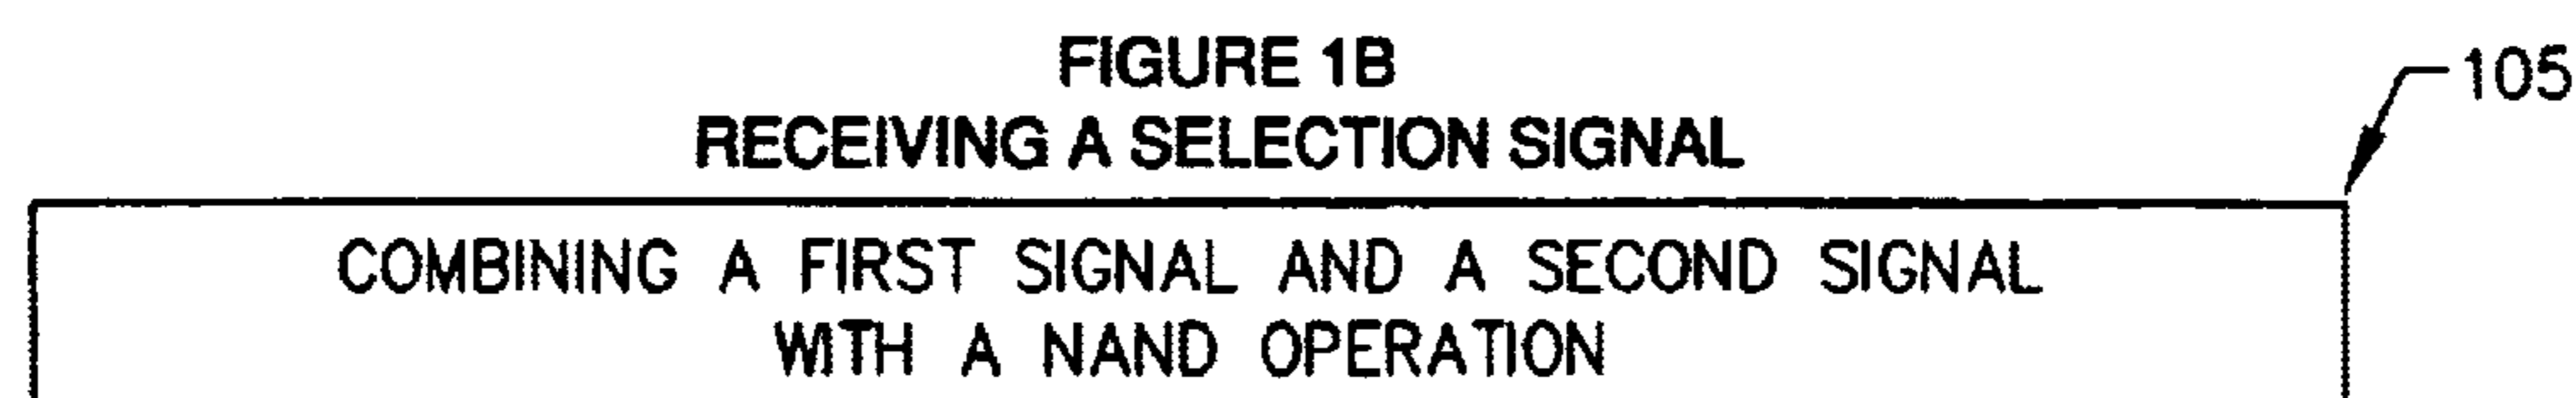 FIGURE 1B
105
RECEIVING A SELECTION SIGNAL
COMBINING A FIRST SIGNAL AND A SECOND SIGNAL
WITH A NAND OPERATION